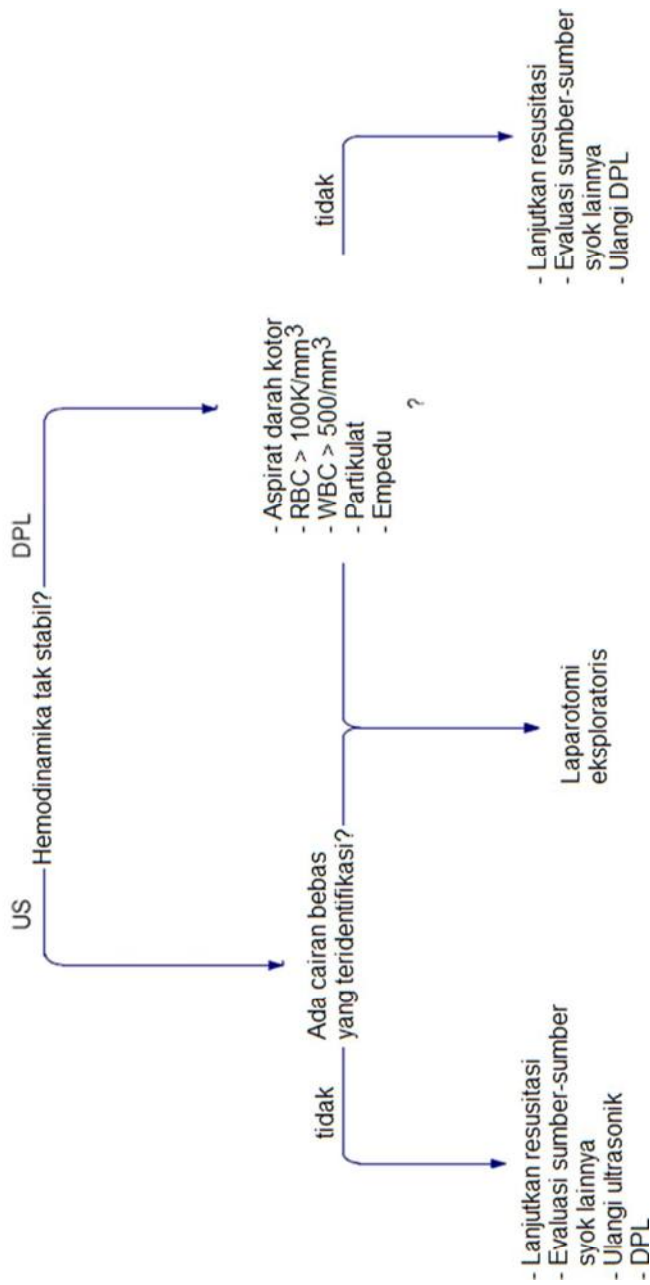 US
Hemodinamika tak stabil?
DPL
Ada cairan bebas
yang teridentifikasi?
- Aspirat darah kotor
- RBC > 100K/mm³
- WBC > 500/mm³
- Partikulat
- Empedu
?
tidak
tidak
- Lanjutkan resusitasi
- Evaluasi sumber-sumber
syok lainnya
- Ulangi ultrasonik
- DPL
Laparotomi
eksploratoris
- Lanjutkan resusitasi
- Evaluasi sumber-sumber
syok lainnya
- Ulangi DPL